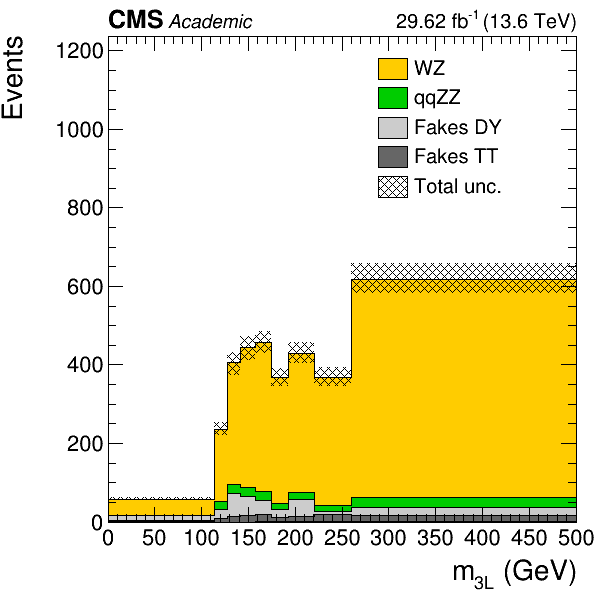 CMS Academic 29.62 fb⁻¹ (13.6 TeV)
Events
1200
1000
800
600
400
200
0
WZ
qqZZ
Fakes DY
Fakes TT
Total unc.
0 50 100 150 200 250 300 350 400 450 500
m₃L (GeV)